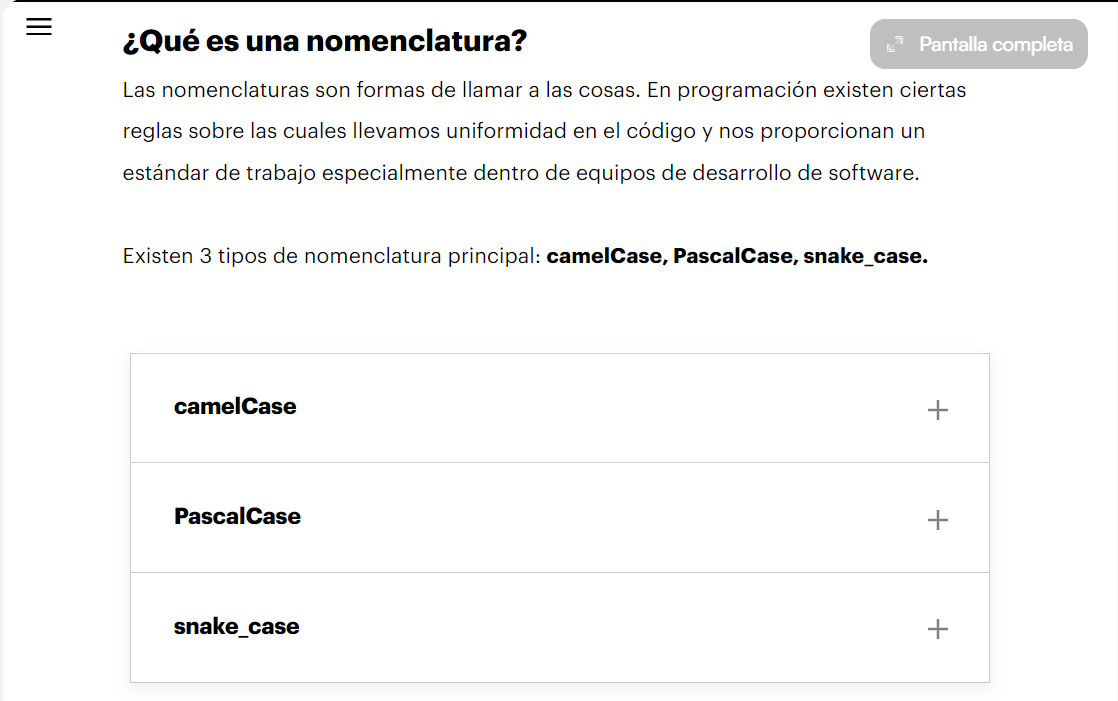 ¿Qué es una nomenclatura?
Pantalla completa
Las nomenclaturas son formas de llamar a las cosas. En programación existen ciertas
reglas sobre las cuales llevamos uniformidad en el código y nos proporcionan un
estándar de trabajo especialmente dentro de equipos de desarrollo de software.
Existen 3 tipos de nomenclatura principal: camelCase, PascalCase, snake_case.
camelCase
PascalCase
snake_case